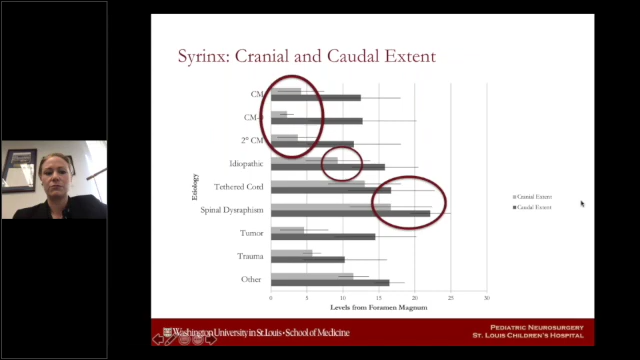 Syrinx: Cranial and Caudal Extent
CM
CM-0
2° CM
Idiopathic
Tethered Cord
Spinal Dysraphism
Tumor
Trauma
Other
Etiology
0 5 10 15 20 25 30
Levels from Foramen Magnum
Cranial Extent
Caudal Extent
Washington University in St. Louis • School of Medicine
Pediatric Neurosurgery
St. Louis Children's Hospital